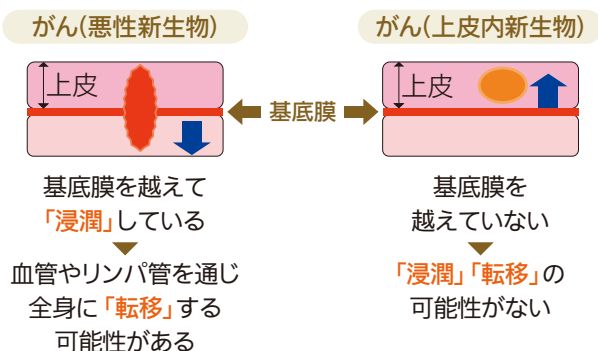 がん(悪性新生物)
上皮
基底膜を越えて
「浸潤」している
血管やリンパ管を通じ
全身に「転移」する
可能性がある
基底膜
がん(上皮内新生物)
上皮
基底膜を
越えていない
「浸潤」「転移」の
可能性がない